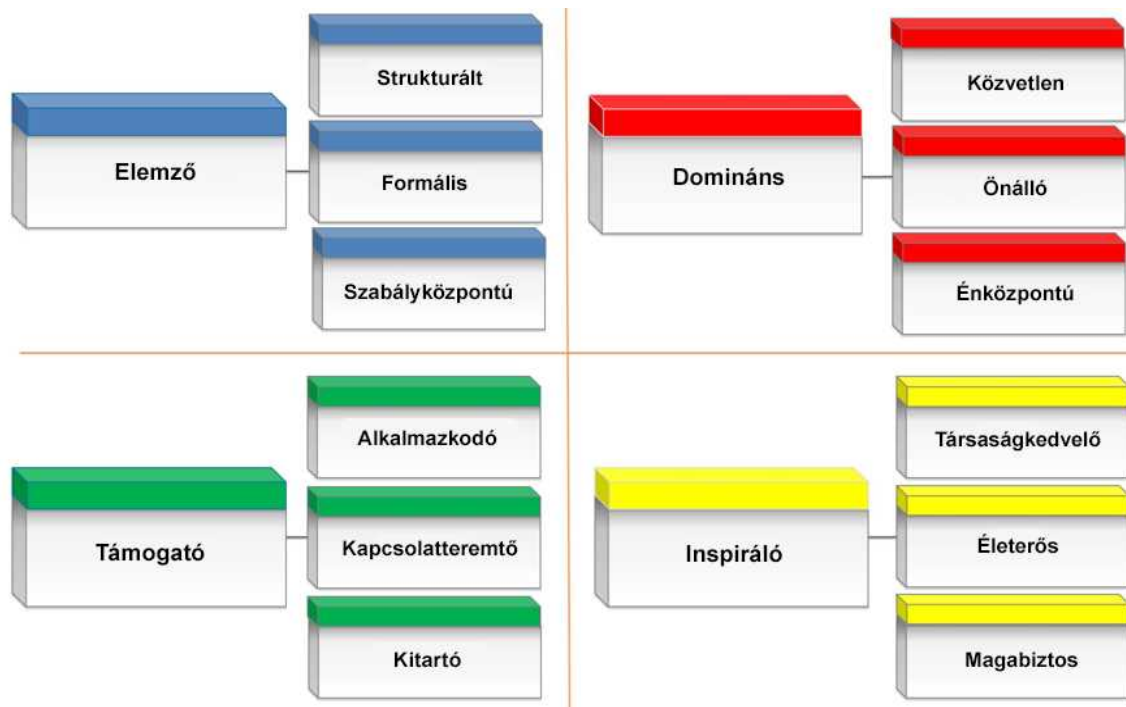 Elemző
Strukturált
Formális
Szabályközpontú
Domináns
Közvetlen
Önálló
Énközpontú
Támogató
Alkalmazkodó
Kapcsolatteremtő
Kitartó
Inspiráló
Társaságkedvelő
Életerős
Magabiztos